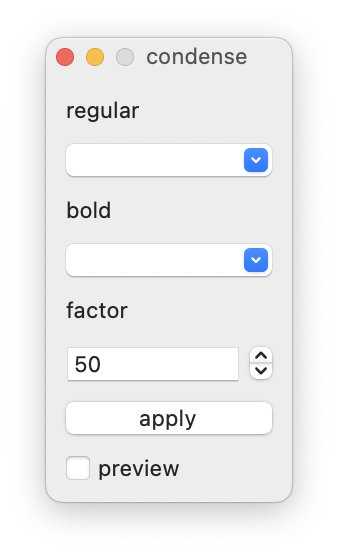 condense
regular
bold
factor
50
apply
preview